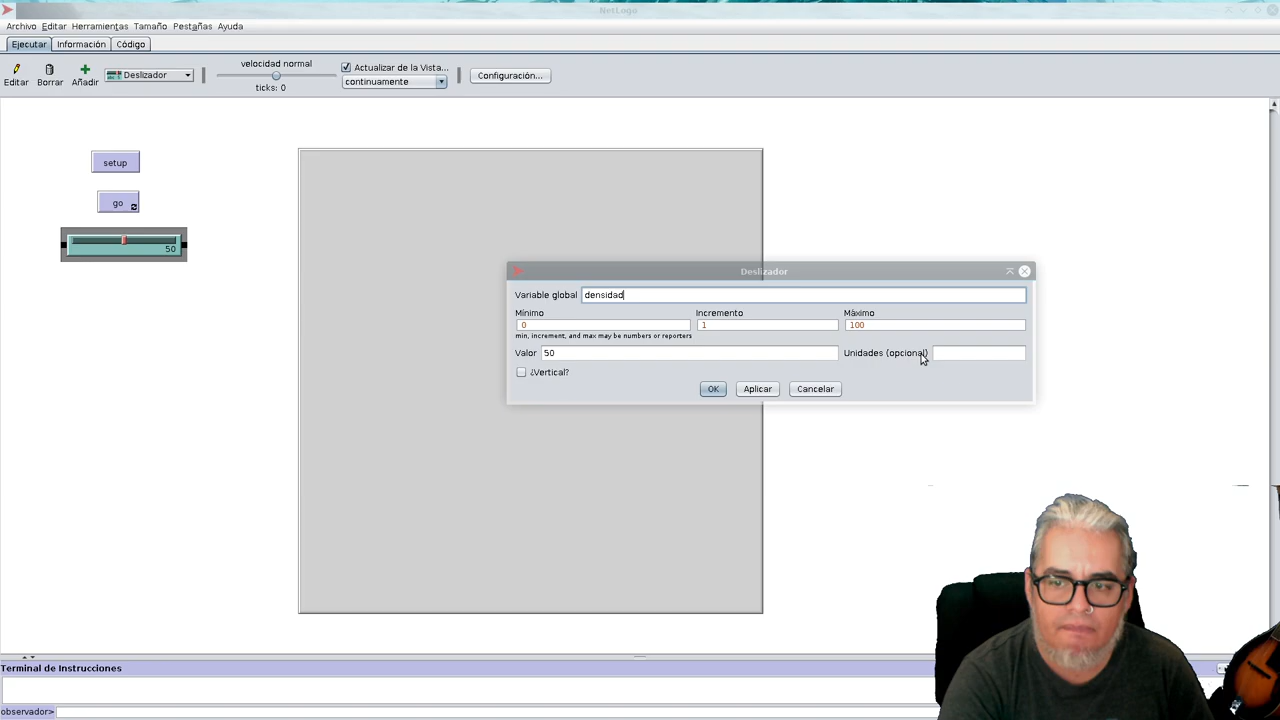 NetLogo
Archivo Editar Herramientas Tamaño Pestañas Ayuda
Ejecutar Información Código
Editar Borrar Añadir Deslizador
velocidad normal
ticks: 0
Actualizar de la Vista...
continuamente
Configuración...
setup
go
50
Deslizador
Variable global densidad
Mínimo Incremento Máximo
0 1 100
min, increment, and max may be numbers or reporters
Valor 50 Unidades (opcional)
¿Vertical?
OK Aplicar Cancelar
Terminal de Instrucciones
observador>